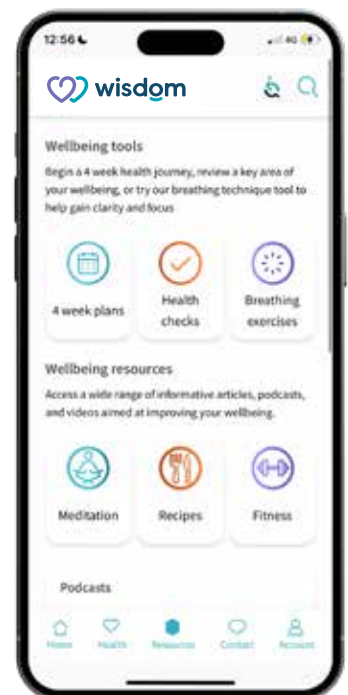 12:56
4G
wisdom
Wellbeing tools
Begin a 4 week health journey, review a key area of
your wellbeing, or try our breathing technique tool to
help gain clarity and focus
4 week plans
Health
checks
Breathing
exercises
Wellbeing resources
Access a wide range of informative articles, podcasts,
and videos aimed at improving your wellbeing.
Meditation
Recipes
Fitness
Podcasts
Home
Health
Resources
Contact
Account